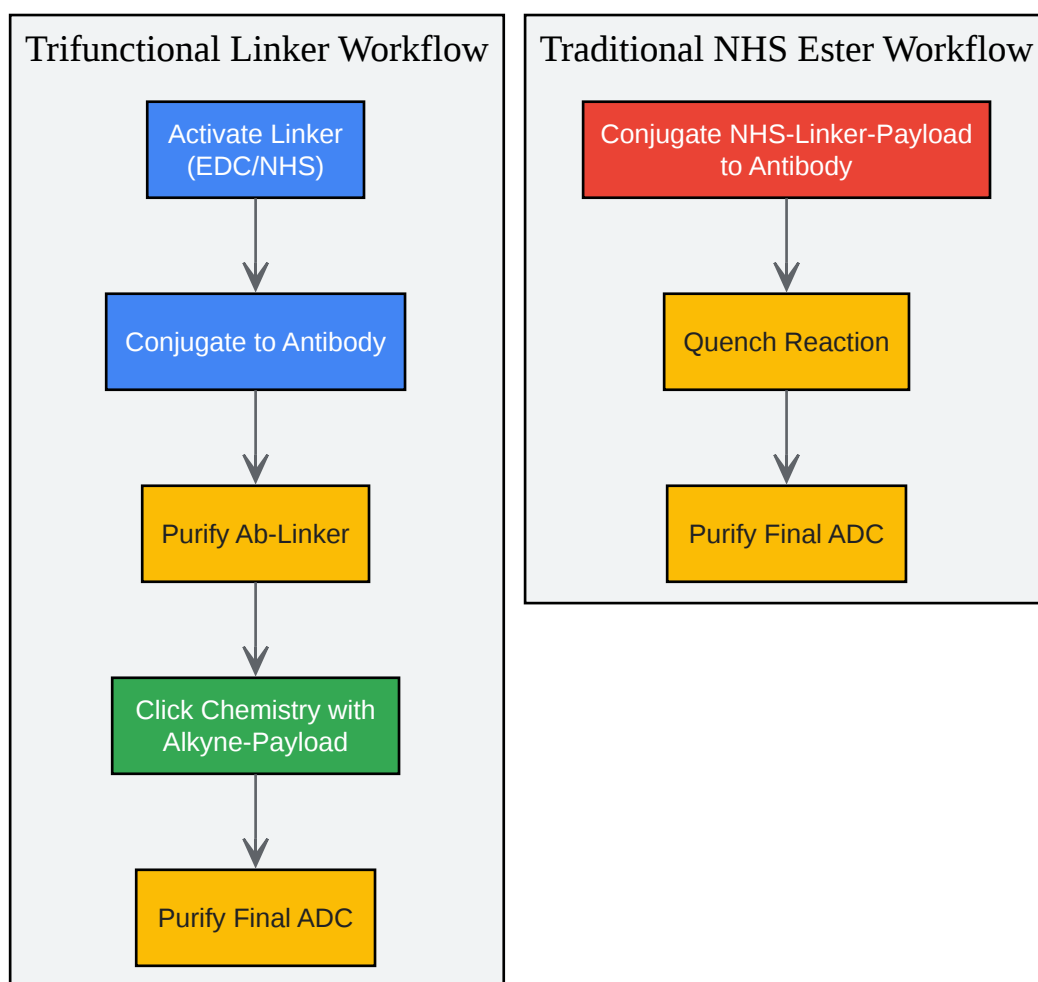 Trifunctional Linker Workflow
Activate Linker
(EDC/NHS)
Conjugate to Antibody
Purify Ab-Linker
Click Chemistry with
Alkyne-Payload
Purify Final ADC
Traditional NHS Ester Workflow
Conjugate NHS-Linker-Payload
to Antibody
Quench Reaction
Purify Final ADC